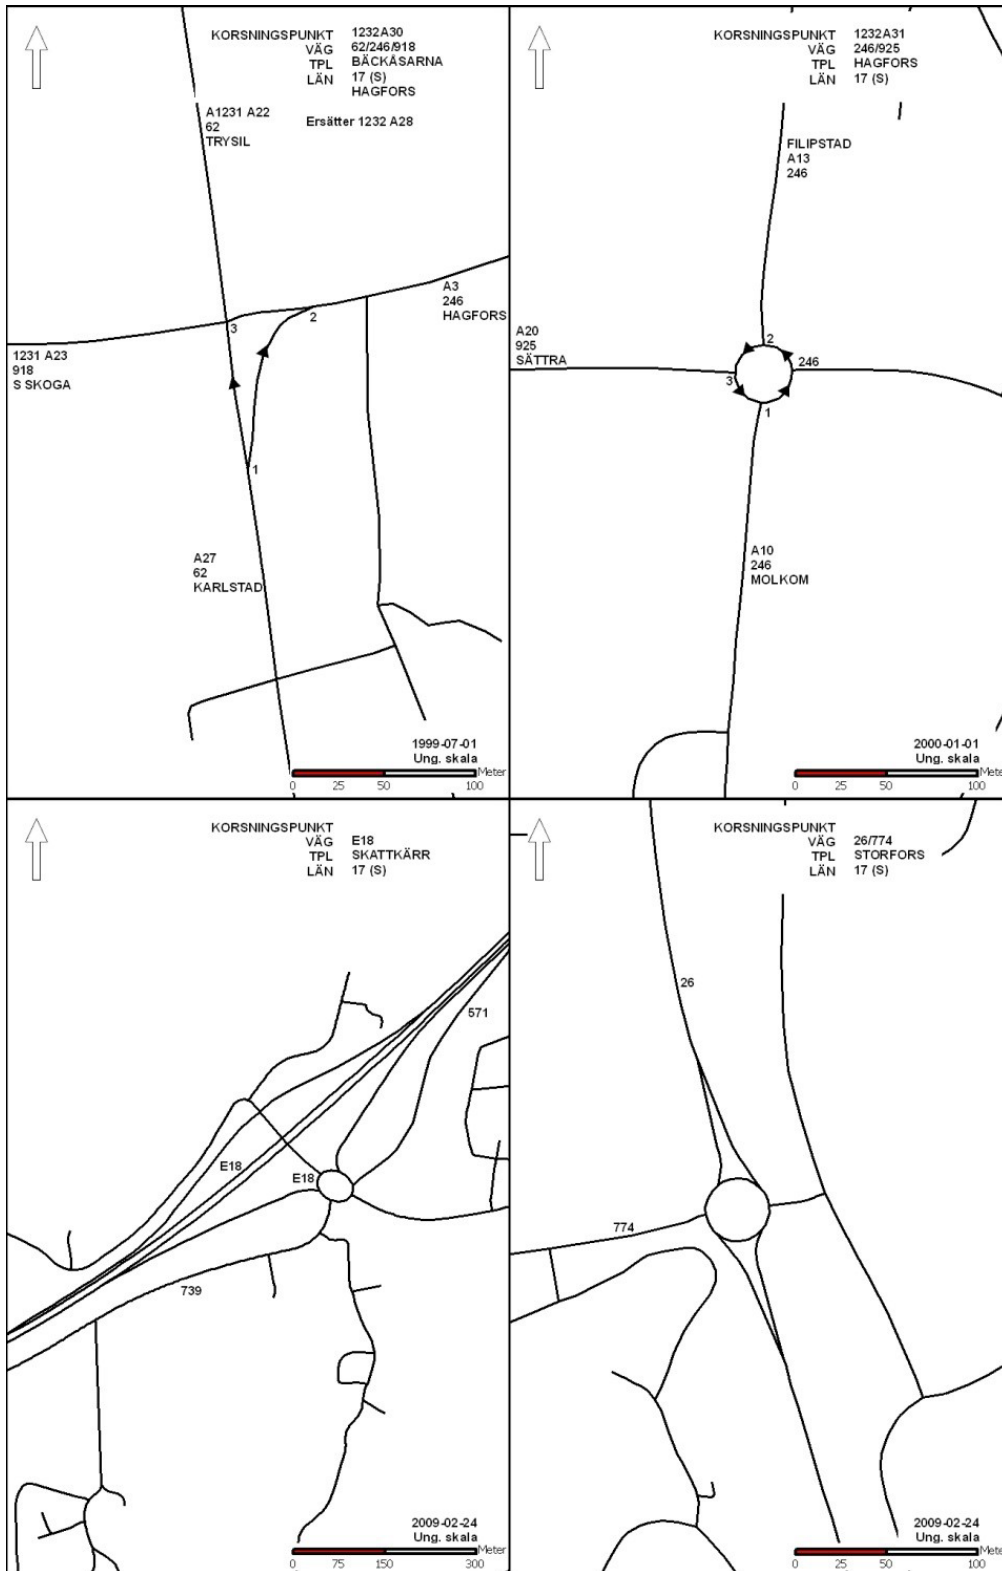 KORSNINGSPUNKT 1232A30
VÄG 62/246/918
TPL BÄCKÅSARNA
LÄN 17 (S)
HAGFORS
Ersätter 1232 A28
A1231 A22
62
TRYSIL
A3
246
HAGFORS
3
2
1231 A23
918
S SKOGA
1
A27
62
KARLSTAD
1999-07-01
Ung. skala
Meter
0 25 50 100
KORSNINGSPUNKT 1232A31
VÄG 246/925
TPL HAGFORS
LÄN 17 (S)
FILIPSTAD
A13
246
A20
925
SÄTTRA
2
246
3
1
A10
246
MOLKOM
2000-01-01
Ung. skala
Meter
0 25 50 100
KORSNINGSPUNKT
VÄG E18
TPL SKATTKÄRR
LÄN 17 (S)
571
E18
E18
739
2009-02-24
Ung. skala
Meter
0 75 150 300
KORSNINGSPUNKT
VÄG 26/774
TPL STORFORS
LÄN 17 (S)
26
774
2009-02-24
Ung. skala
Meter
0 25 50 100